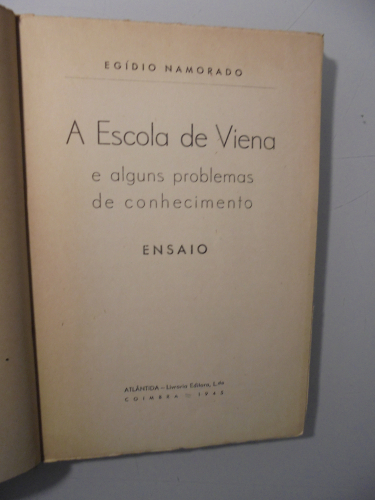 EGÍDIO NAMORADO
A Escola de Viena
e alguns problemas
de conhecimento
ENSAIO
ATLÂNTIDA — Livraria Editora, L.da
COIMBRA